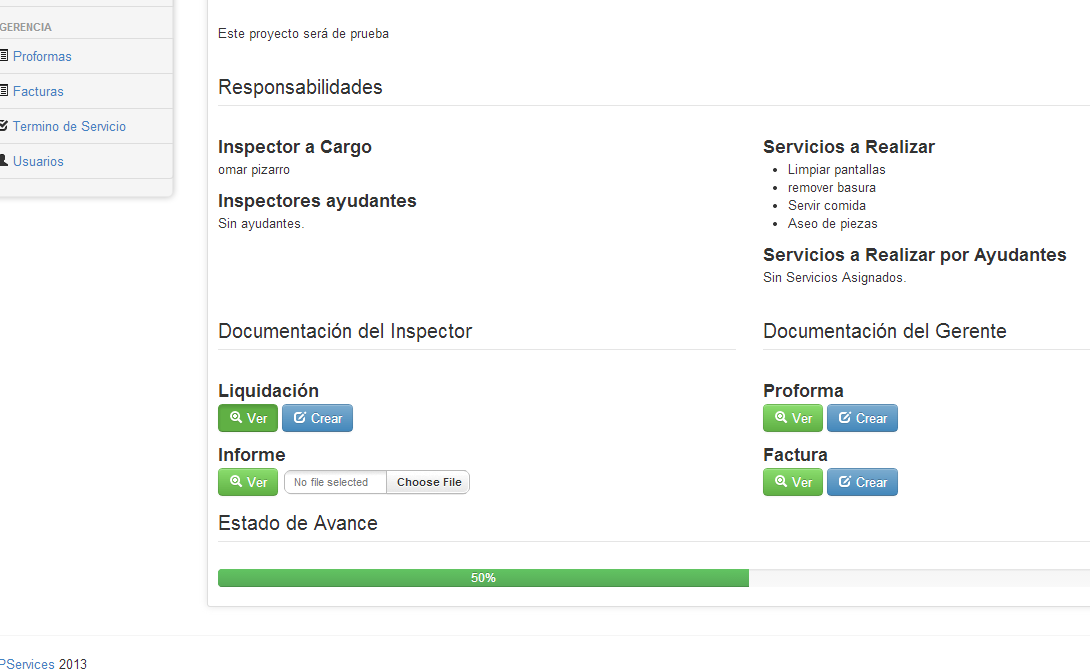 GERENCIA
Proformas
Facturas
Termino de Servicio
Usuarios
Este proyecto será de prueba
Responsabilidades
Inspector a Cargo
omar pizarro
Inspectores ayudantes
Sin ayudantes.
Servicios a Realizar
Limpiar pantallas
remover basura
Servir comida
Aseo de piezas
Servicios a Realizar por Ayudantes
Sin Servicios Asignados.
Documentación del Inspector
Liquidación
Ver Crear
Informe
Ver No file selected Choose File
Documentación del Gerente
Proforma
Ver Crear
Factura
Ver Crear
Estado de Avance
50%
PServices 2013